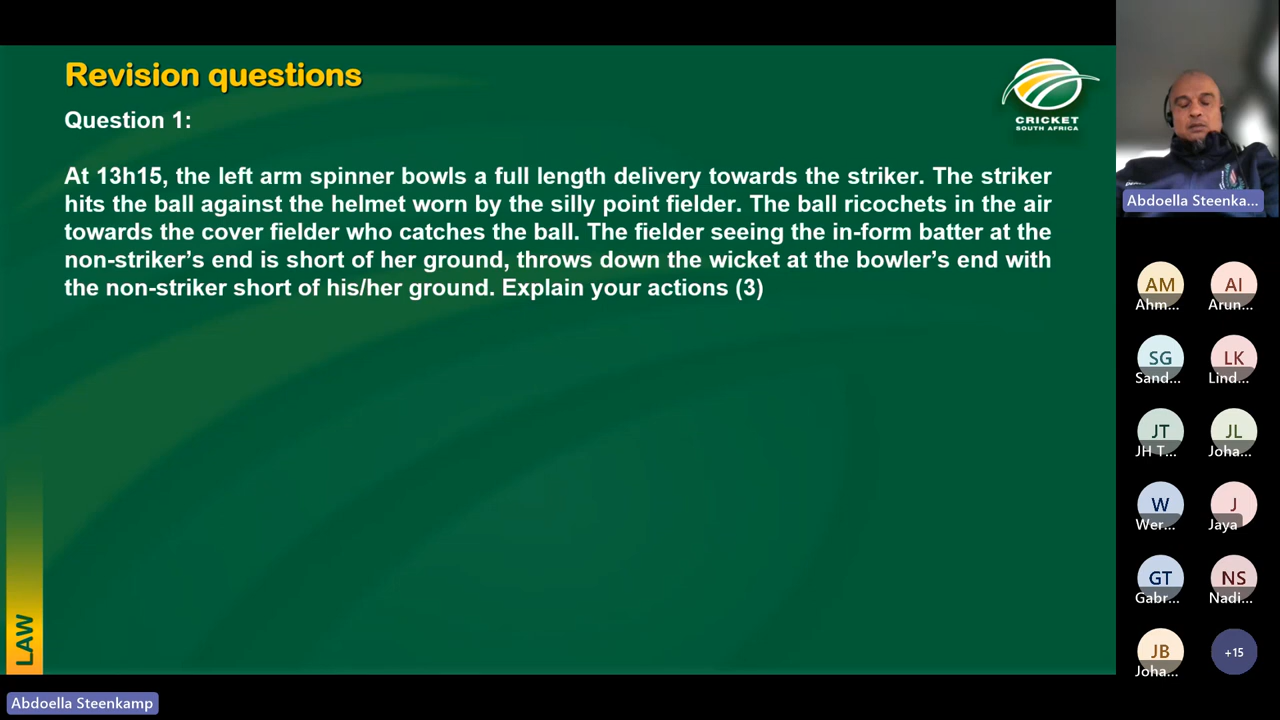 Revision questions
Question 1:
At 13h15, the left arm spinner bowls a full length delivery towards the striker. The striker
hits the ball against the helmet worn by the silly point fielder. The ball ricochets in the air
towards the cover fielder who catches the ball. The fielder seeing the in-form batter at the
non-striker’s end is short of her ground, throws down the wicket at the bowler’s end with
the non-striker short of his/her ground. Explain your actions (3)
CRICKET
SOUTH AFRICA
LAW
Abdoella Steenkamp
Abdoella Steenka...
AM
Ahm...
AI
Arun...
SG
Sand...
LK
Lind...
JT
JH T...
JL
Joha...
W
Wer...
J
Jaya
GT
Gabr...
NS
Nadi...
JB
Joha...
+15